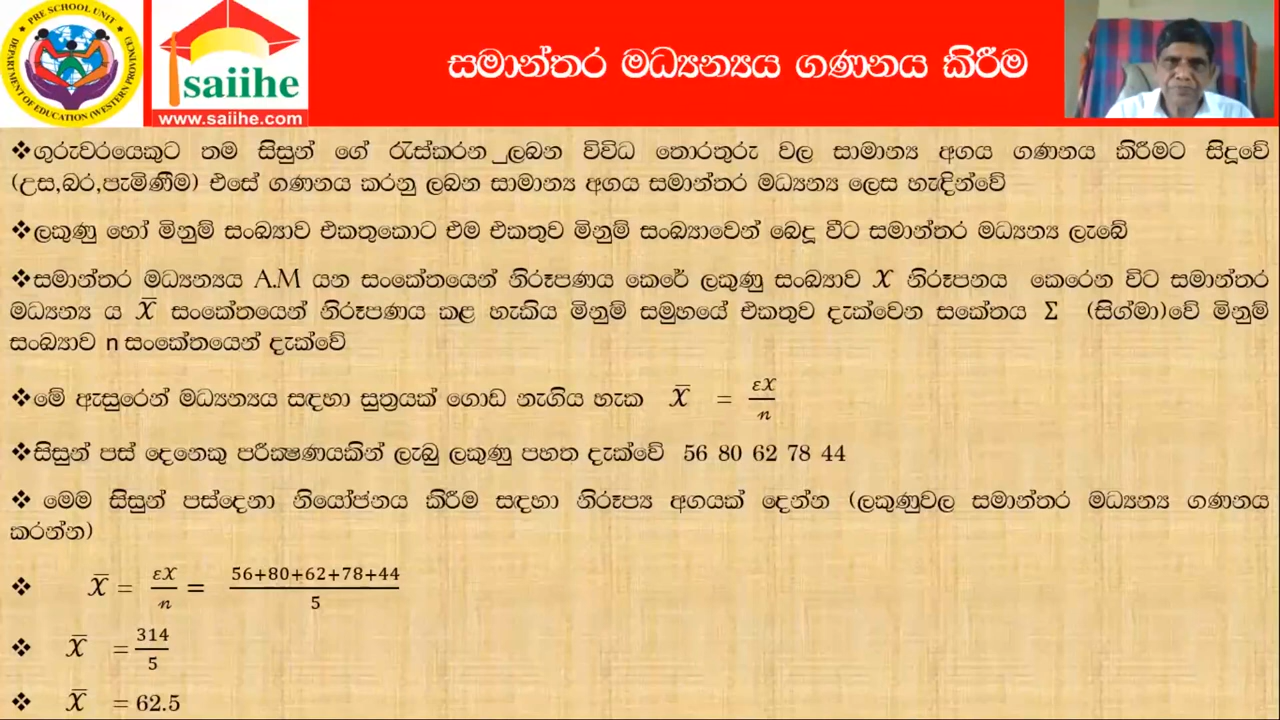 PRE SCHOOL UNIT
DEPARTMENT OF EDUCATION (WESTERN PROVINCE)
saiihe
www.saiihe.com
සමාන්තර මධ්‍යන්‍යය ගණනය කිරීම
❖ගුරුවරයෙකුට තම සිසුන් ගේ රැස්කරන ුලබන විවිධ තොරතුරු වල සාමාන්‍ය අගය ගණනය කිරීමට සිදුවේ
(උස,බර,පැමිණීම) එසේ ගණනය කරනු ලබන සාමාන්‍ය අගය සමාන්තර මධ්‍යන්‍ය ලෙස හැඳින්වේ
❖ලකුණු හෝ මිනුම් සංඛ්‍යාව එකතුකොට එම එකතුව මිනුම් සංඛ්‍යාවෙන් බෙදූ විට සමාන්තර මධ්‍යන්‍ය ලැබේ
❖සමාන්තර මධ්‍යන්‍යය A.M යන සංකේතයෙන් නිරූපණය කෙරේ ලකුණු සංඛ්‍යාව X නිරූපනය කෙරෙන විට සමාන්තර
මධ්‍යන්‍ය ය X̅ සංකේතයෙන් නිරූපණය කළ හැකිය මිනුම් සමුහයේ එකතුව දැක්වෙන සකේතය Σ (සිග්මා)වේ මිනුම්
සංඛ්‍යාව n සංකේතයෙන් දැක්වේ
❖මේ ඇසුරෙන් මධ්‍යන්‍යය සඳහා සුත්‍රයක් ගොඩ නැගිය හැක X̅ = εX/n
❖සිසුන් පස් දෙනෙකු පරීක්‍ෂණයකින් ලැබූ ලකුණු පහත දැක්වේ 56 80 62 78 44
❖ මෙම සිසුන් පස්දෙනා නියෝජනය කිරීම සඳහා නිරූප්‍ය අගයක් දෙන්න (ලකුණුවල සමාන්තර මධ්‍යන්‍ය ගණනය
කරන්න)
❖ X̅ = εX/n = 56+80+62+78+44/5
❖ X̅ = 314/5
❖ X̅ = 62.5